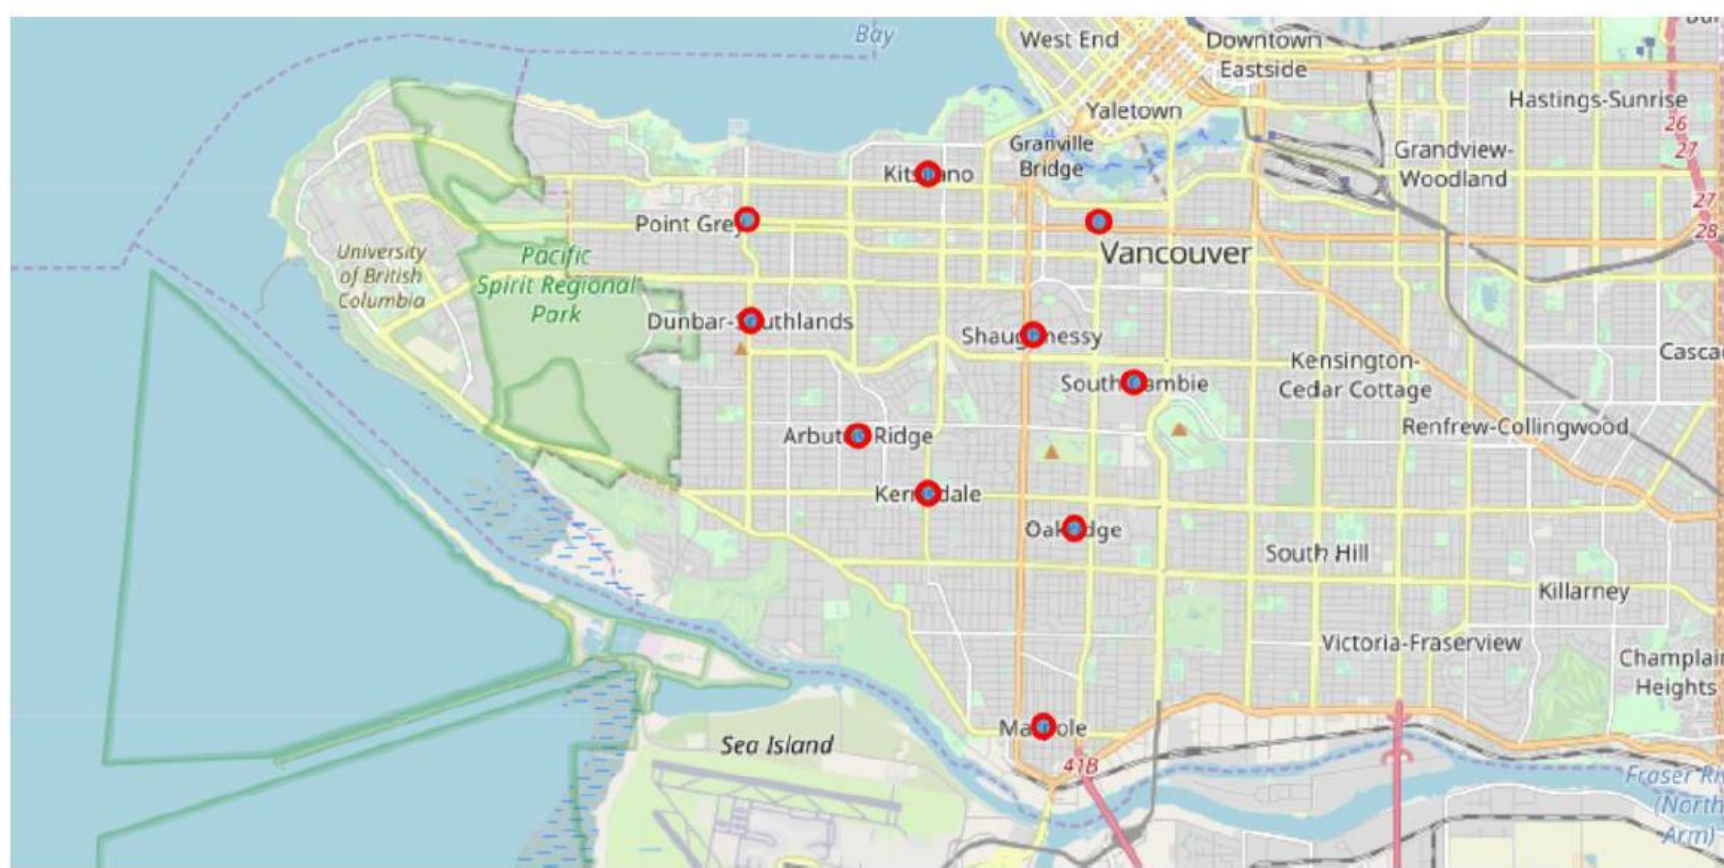 Bay
West End
Downtown
Eastside
Yaletown
Hastings-Sunrise
26
27
Granville
Bridge
Grandview-
Woodland
Kitsilano
27
28
Point Grey
Vancouver
University
of British
Columbia
Pacific
Spirit Regional
Park
Dunbar-Southlands
Shaughnessy
South Cambie
Kensington-
Cedar Cottage
Casca
Arbutus Ridge
Renfrew-Collingwood
Kerrisdale
Oakridge
South Hill
Killarney
Victoria-Fraserview
Champlain
Heights
Marpole
Sea Island
41B
Fraser Riv
(North
Arm)